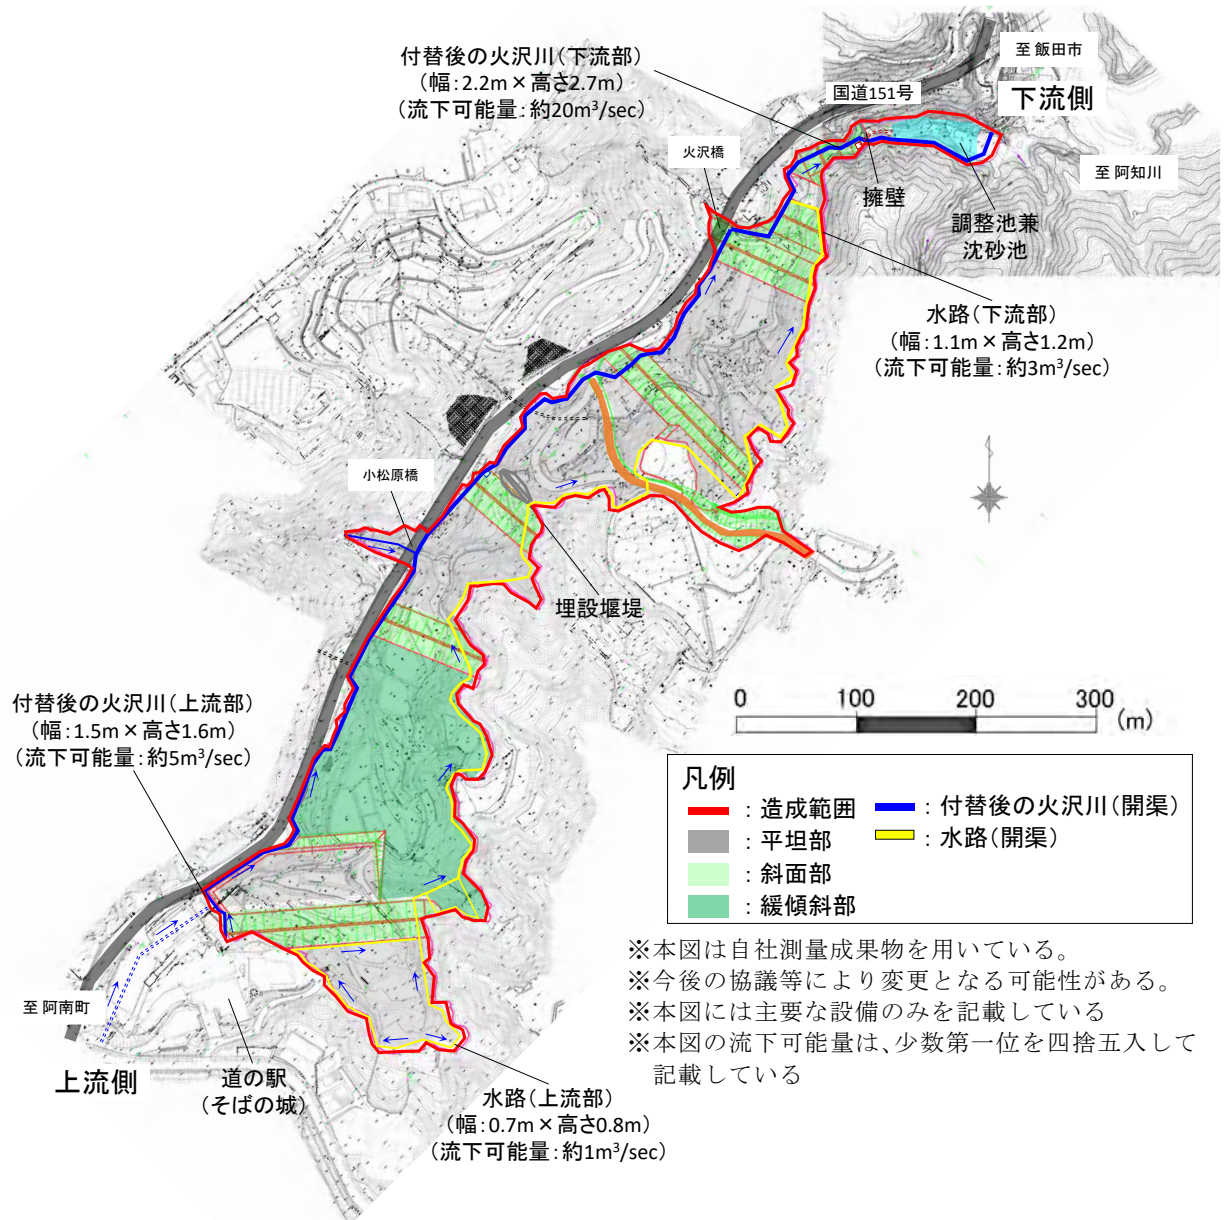 付替後の火沢川(下流部)
(幅:2.2m×高さ2.7m)
(流下可能量:約20m³/sec)
至 飯田市
国道151号
下流側
火沢橋
至 阿知川
擁壁
調整池兼
沈砂池
水路(下流部)
(幅:1.1m×高さ1.2m)
(流下可能量:約3m³/sec)
小松原橋
埋設堰堤
付替後の火沢川(上流部)
(幅:1.5m×高さ1.6m)
(流下可能量:約5m³/sec)
0 100 200 300
(m)
凡例
:造成範囲
:付替後の火沢川(開渠)
:平坦部
:水路(開渠)
:斜面部
:緩傾斜部
※本図は自社測量成果物を用いている。
※今後の協議等により変更となる可能性がある。
※本図には主要な設備のみを記載している
※本図の流下可能量は、少数第一位を四捨五入して
記載している
至 阿南町
上流側
道の駅
(そばの城)
水路(上流部)
(幅:0.7m×高さ0.8m)
(流下可能量:約1m³/sec)